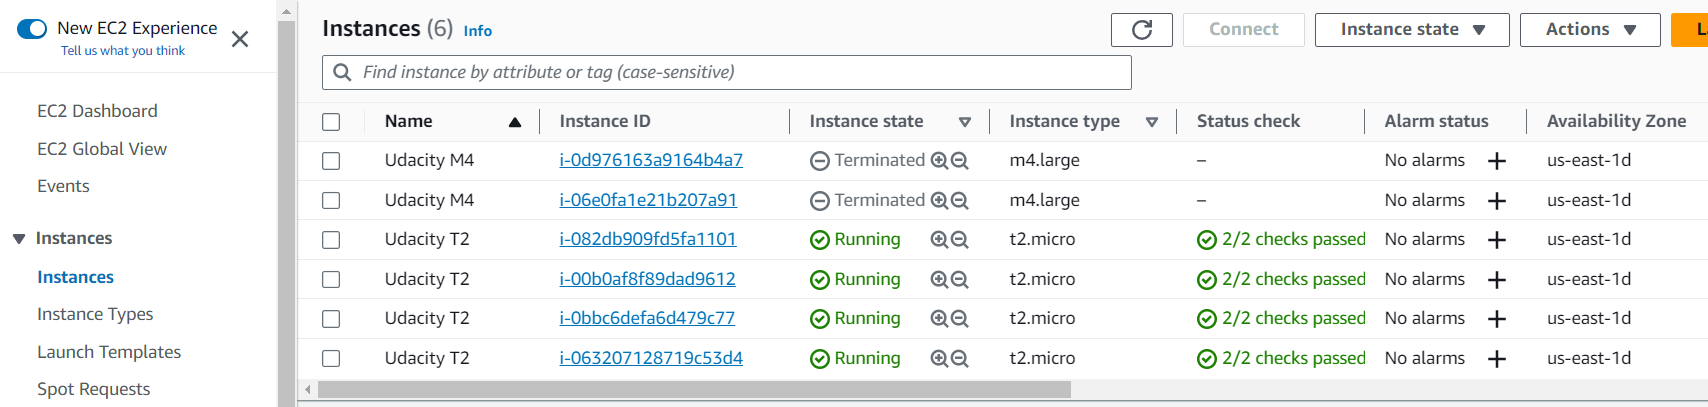 New EC2 Experience
Tell us what you think
EC2 Dashboard
EC2 Global View
Events
Instances
Instances
Instance Types
Launch Templates
Spot Requests
Instances (6) Info
Connect Instance state Actions
Find instance by attribute or tag (case-sensitive)
Name Instance ID Instance state Instance type Status check Alarm status Availability Zone
Udacity M4 i-0d976163a9164b4a7 Terminated m4.large – No alarms us-east-1d
Udacity M4 i-06e0fa1e21b207a91 Terminated m4.large – No alarms us-east-1d
Udacity T2 i-082db909fd5fa1101 Running t2.micro 2/2 checks passed No alarms us-east-1d
Udacity T2 i-00b0af8f89dad9612 Running t2.micro 2/2 checks passed No alarms us-east-1d
Udacity T2 i-0bbc6defa6d479c77 Running t2.micro 2/2 checks passed No alarms us-east-1d
Udacity T2 i-063207128719c53d4 Running t2.micro 2/2 checks passed No alarms us-east-1d